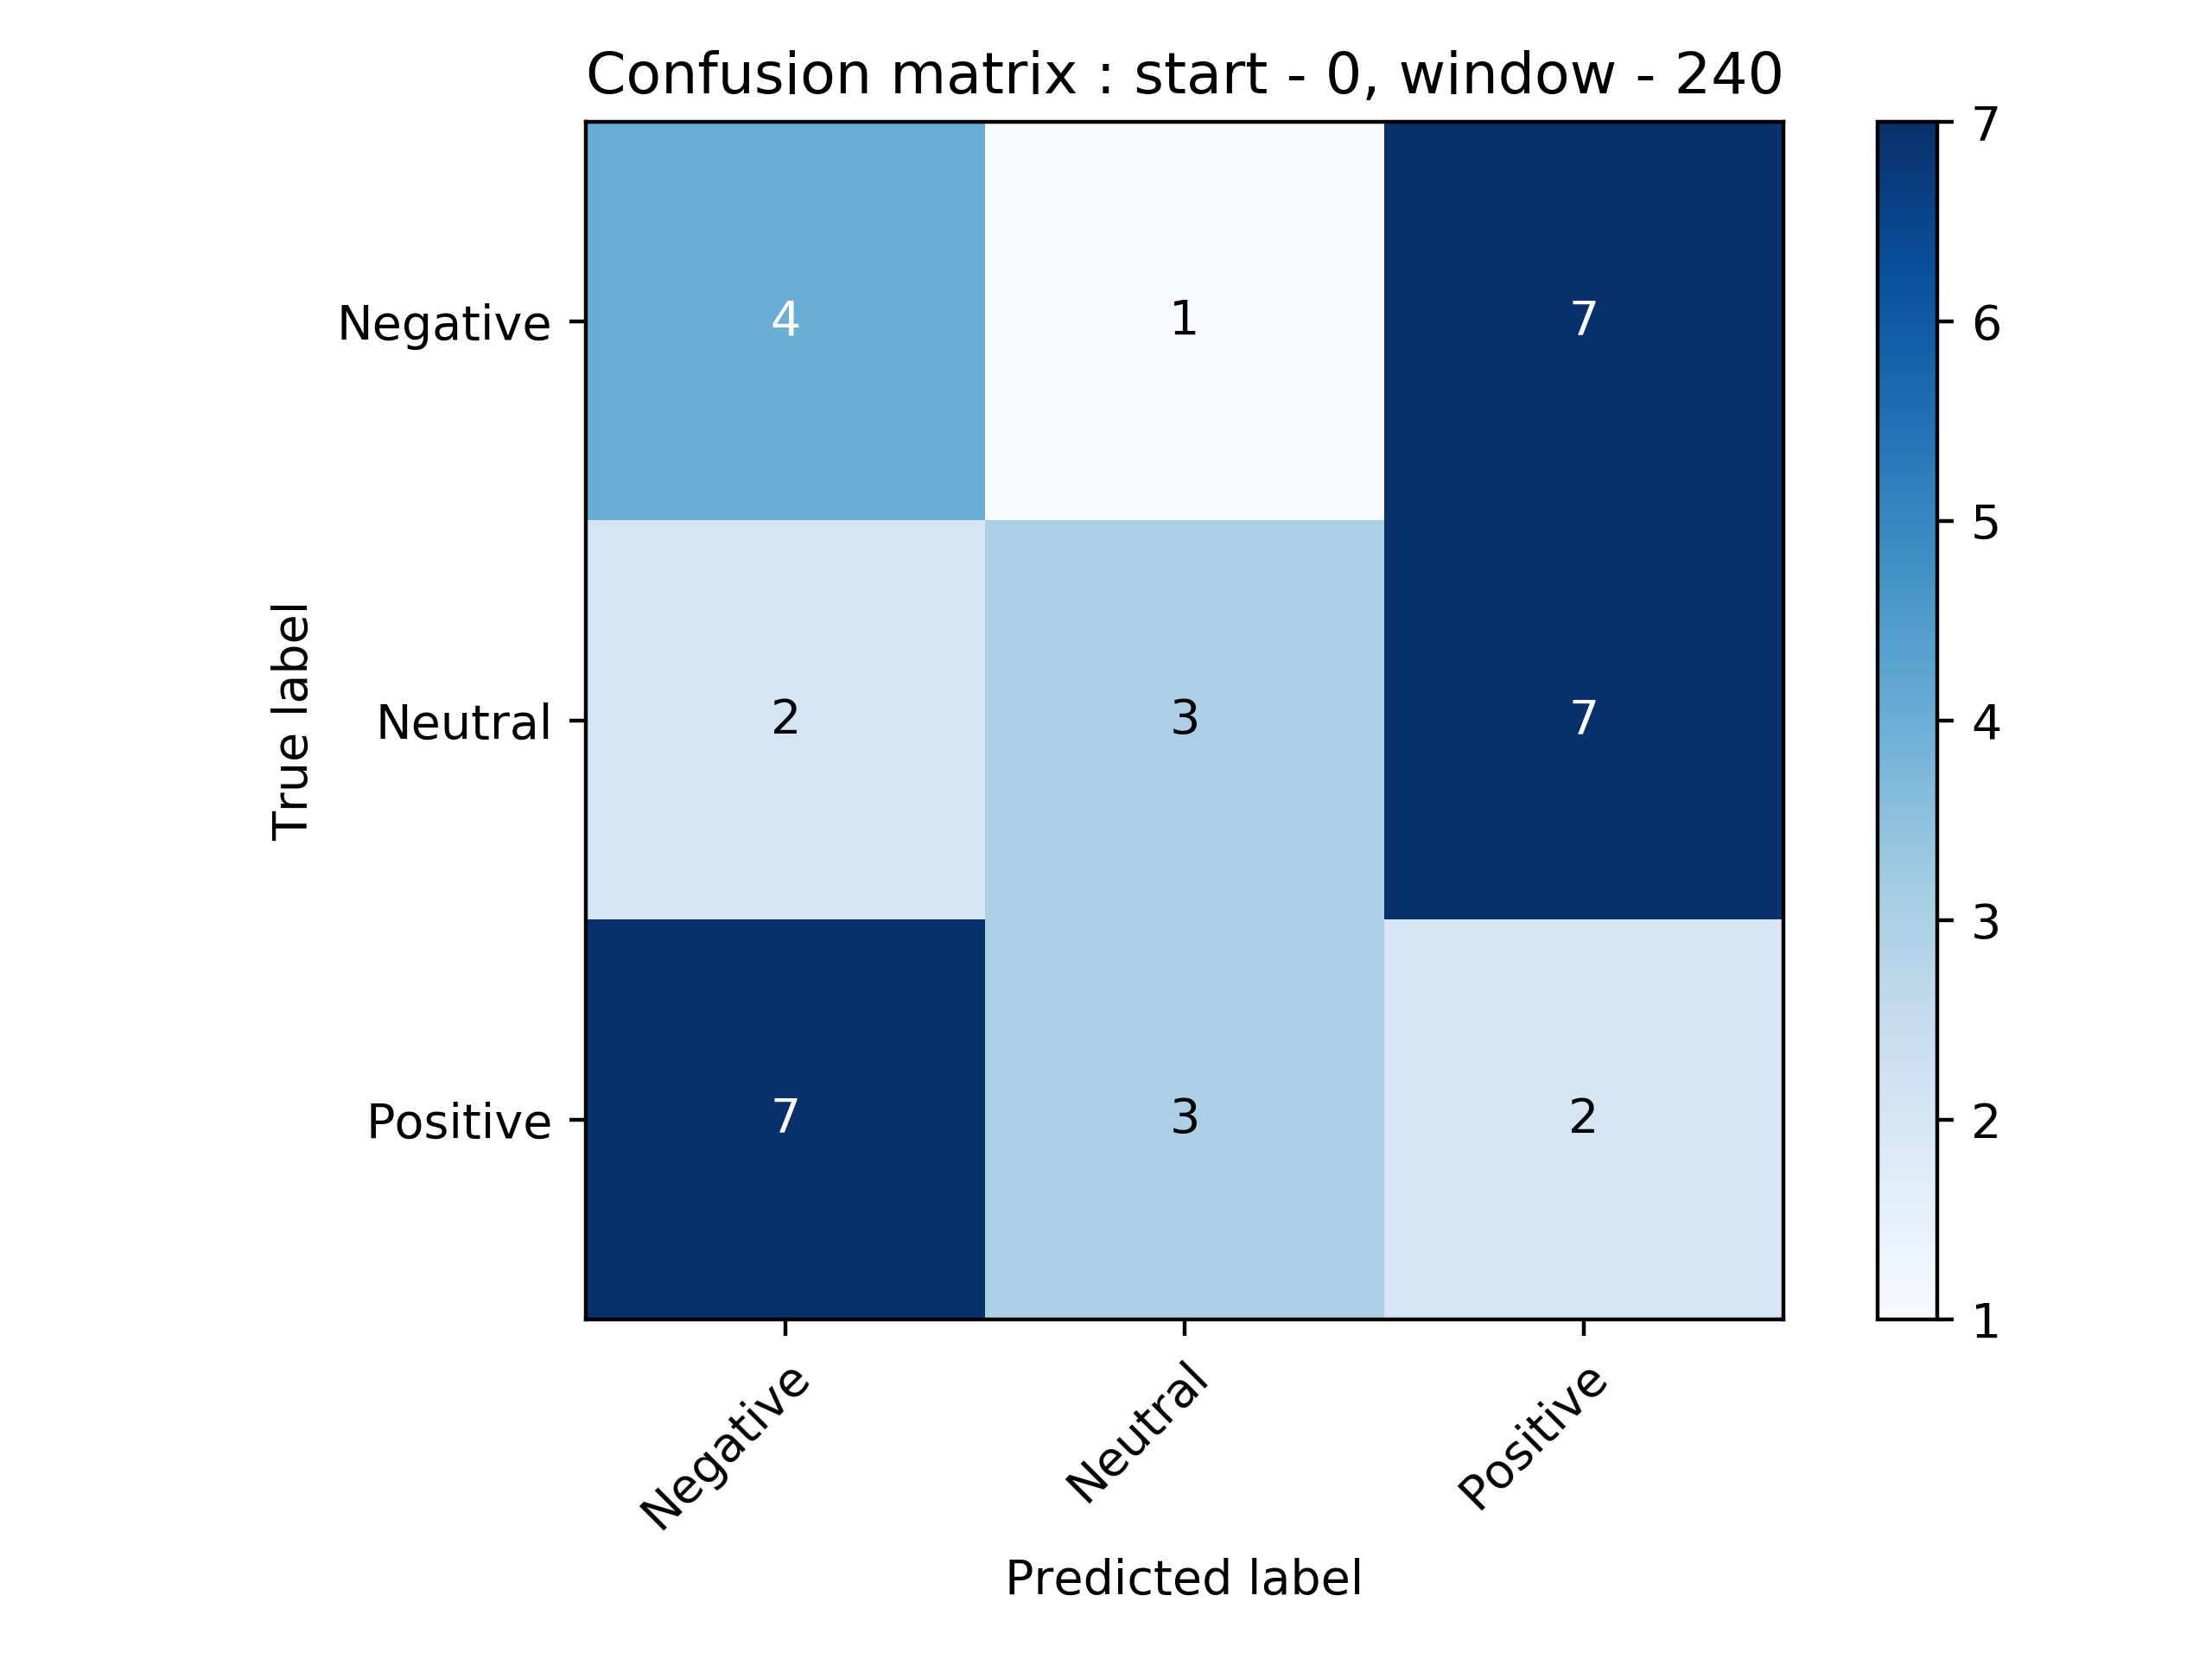 Confusion matrix : start - 0, window - 240
True label
Negative
4
1
7
Neutral
2
3
7
Positive
7
3
2
Negative
Neutral
Positive
Predicted label
7
6
5
4
3
2
1